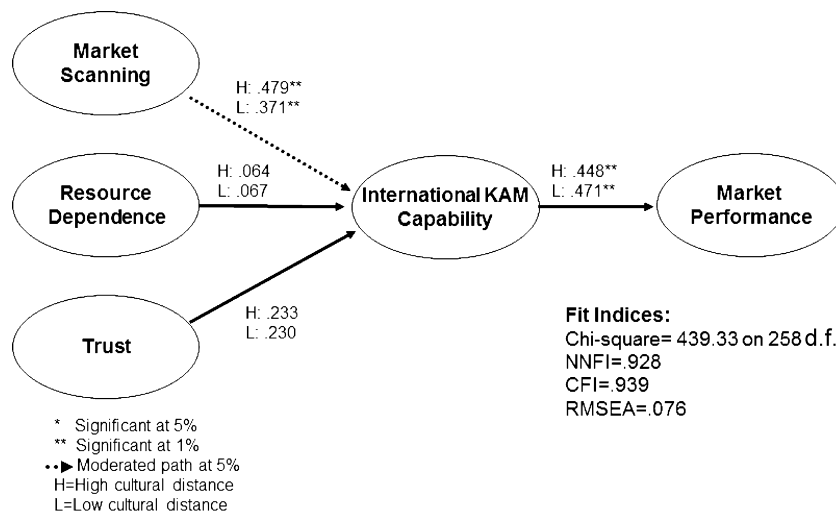 Market
Scanning
H: .479**
L: .371**
Resource
Dependence
H: .064
L: .067
International KAM
Capability
H: .448**
L: .471**
Market
Performance
Trust
H: .233
L: .230
Fit Indices:
Chi-square= 439.33 on 258 d.f.
NNFI=.928
CFI=.939
RMSEA=.076
* Significant at 5%
** Significant at 1%
Moderated path at 5%
H=High cultural distance
L=Low cultural distance